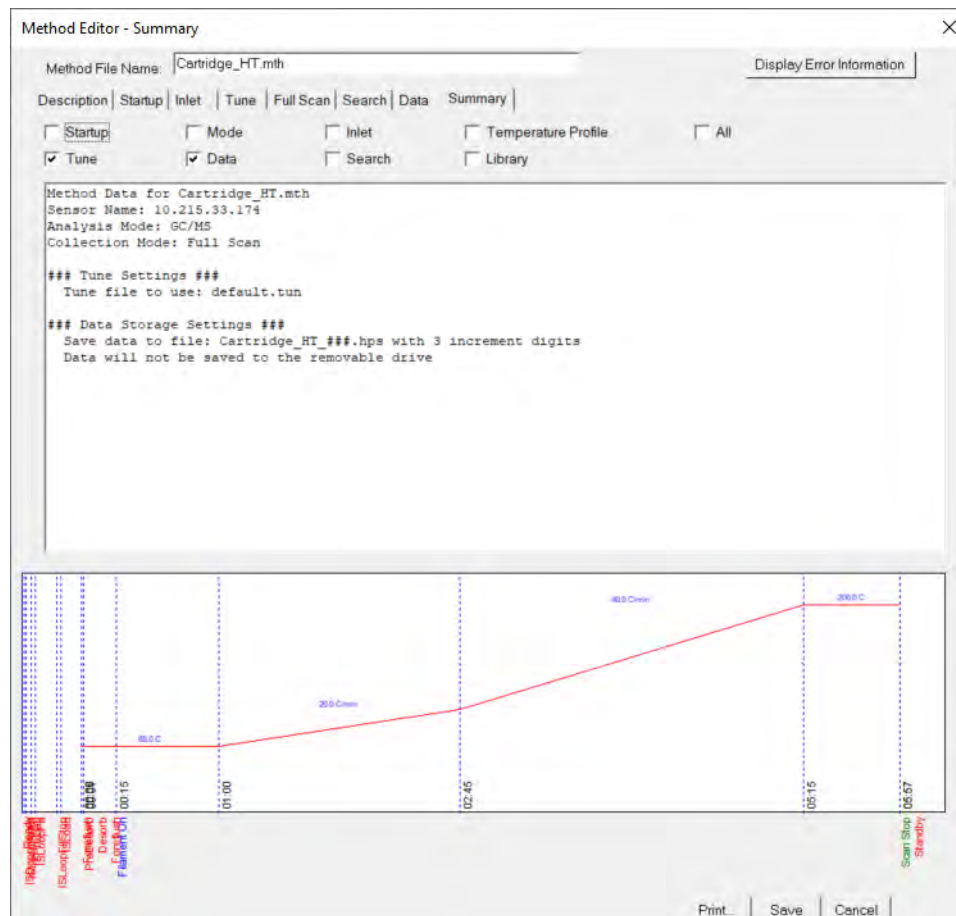 Method Editor - Summary
Method File Name: Cartridge_HT.mth
Display Error Information
Description Startup Inlet Tune Full Scan Search Data Summary
Startup Mode Inlet Temperature Profile All
Tune Data Search Library
Method Data for Cartridge_HT.mth
Sensor Name: 10.215.33.174
Analysis Mode: GC/MS
Collection Mode: Full Scan
### Tune Settings ###
Tune file to use: default.tun
### Data Storage Settings ###
Save data to file: Cartridge_HT_###.hps with 3 increment digits
Data will not be saved to the removable drive
20.0 C/min
00:15
01:00
02:45
05:15
05:57
Desorb
Filament On
Scan Stop
Standby
Print...
Save
Cancel